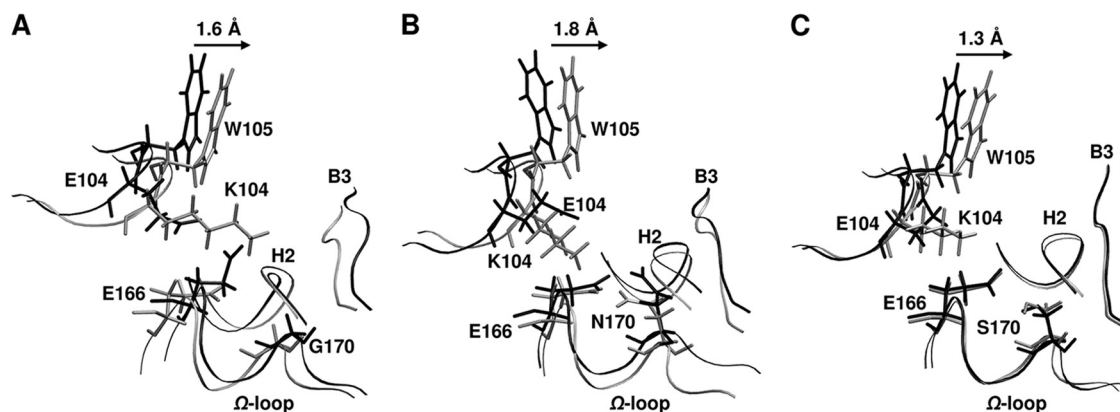 A
1.6 Å
W105
E104
K104
B3
H2
E166
G170
Ω-loop
B
1.8 Å
W105
E104
B3
H2
K104
E166
N170
Ω-loop
C
1.3 Å
W105
B3
E104
K104
H2
E166
S170
Ω-loop